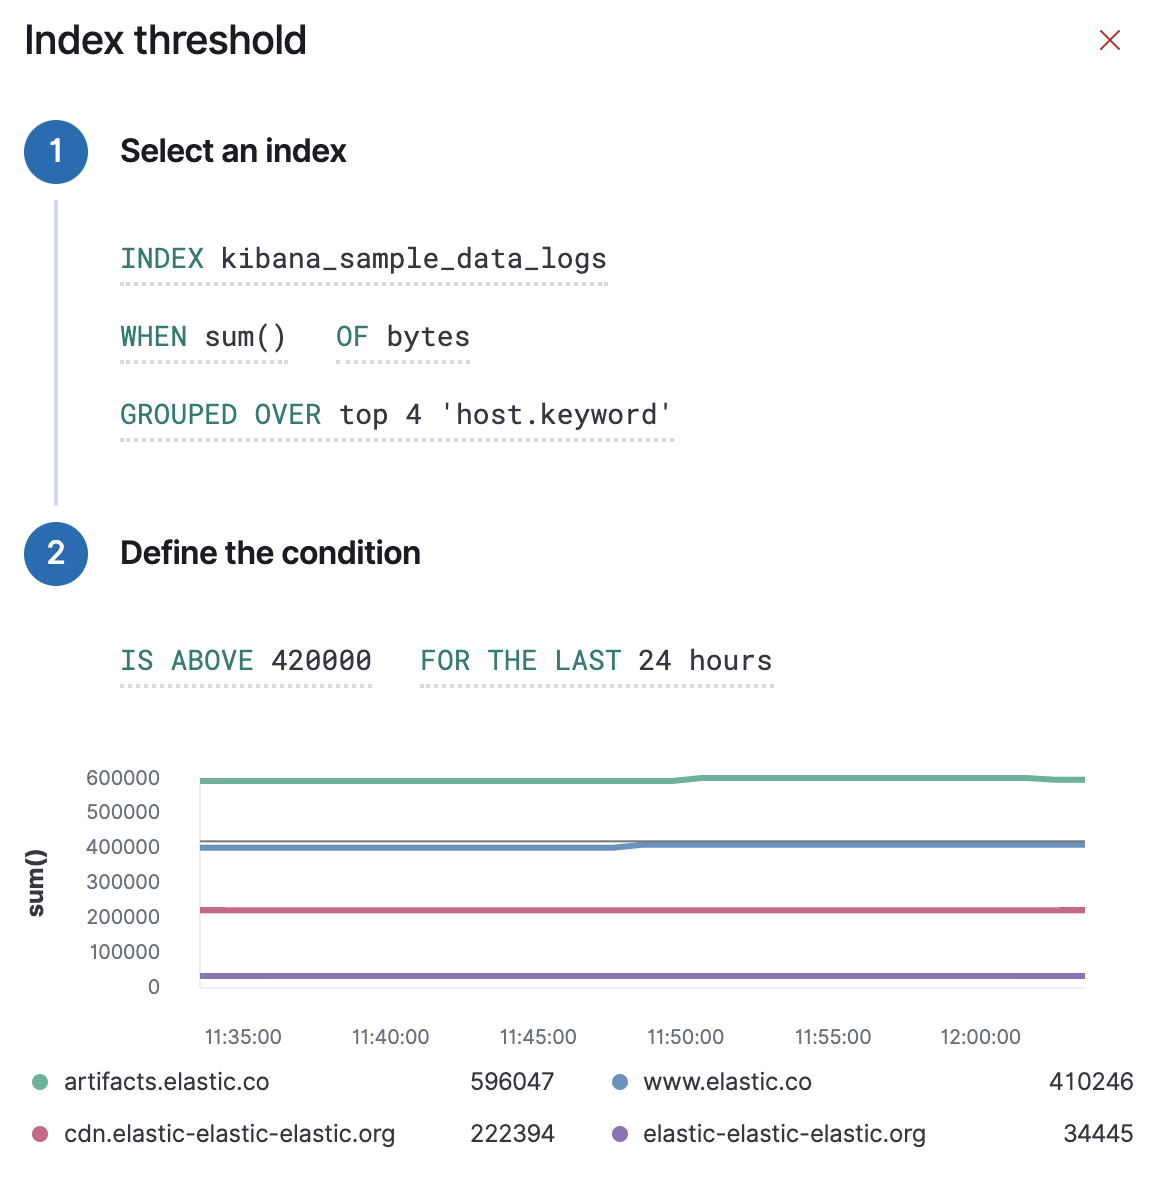 Index threshold
1 Select an index
INDEX kibana_sample_data_logs
WHEN sum() OF bytes
GROUPED OVER top 4 'host.keyword'
2 Define the condition
IS ABOVE 420000 FOR THE LAST 24 hours
sum()
600000
500000
400000
300000
200000
100000
0
11:35:00 11:40:00 11:45:00 11:50:00 11:55:00 12:00:00
artifacts.elastic.co 596047 www.elastic.co 410246
cdn.elastic-elastic-elastic.org 222394 elastic-elastic-elastic.org 34445